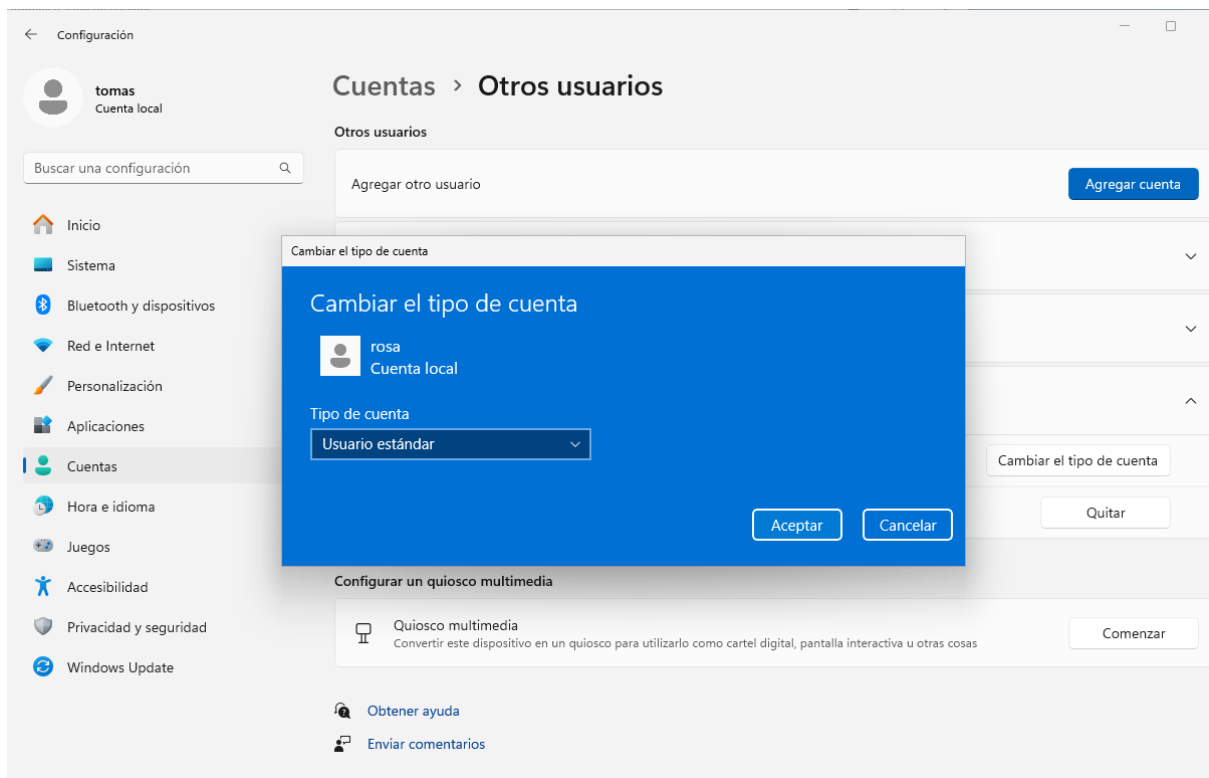 Configuración
tomas
Cuenta local
Buscar una configuración
Inicio
Sistema
Bluetooth y dispositivos
Red e Internet
Personalización
Aplicaciones
Cuentas
Hora e idioma
Juegos
Accesibilidad
Privacidad y seguridad
Windows Update
Cuentas > Otros usuarios
Otros usuarios
Agregar otro usuario
Agregar cuenta
Cambiar el tipo de cuenta
Cambiar el tipo de cuenta
rosa
Cuenta local
Tipo de cuenta
Usuario estándar
Aceptar
Cancelar
Cambiar el tipo de cuenta
Quitar
Configurar un quiosco multimedia
Quiosco multimedia
Convertir este dispositivo en un quiosco para utilizarlo como cartel digital, pantalla interactiva u otras cosas
Comenzar
Obtener ayuda
Enviar comentarios